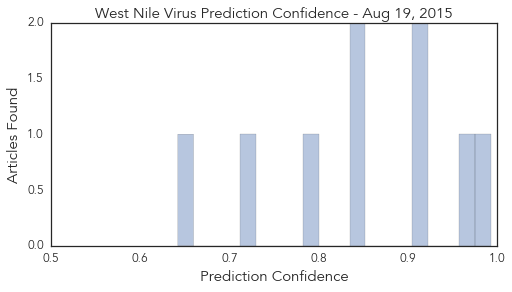 West Nile Virus Prediction Confidence - Aug 19, 2015
2.0
1.5
1.0
0.5
0.0
Articles Found
0.5 0.6 0.7 0.8 0.9 1.0
Prediction Confidence